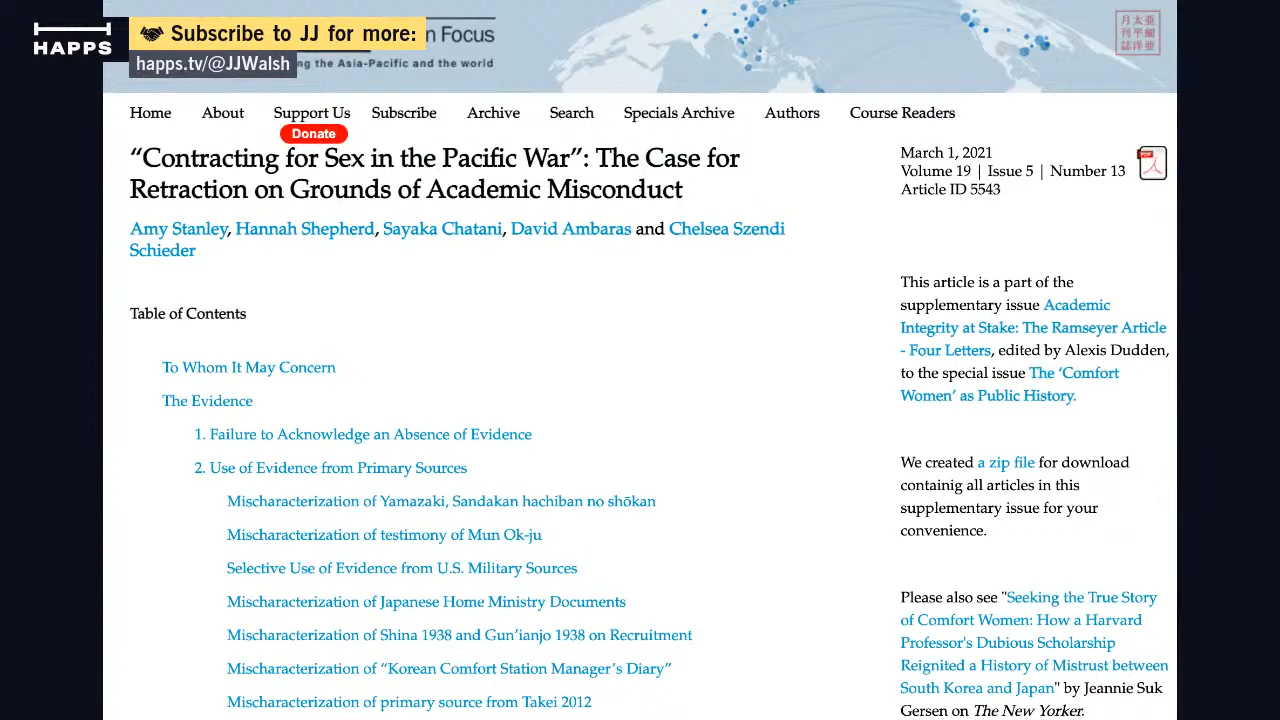 HAPPS
Subscribe to JJ for more:
happs.tv/@JJWalsh
n Focus
ng the Asia-Pacific and the world
月太亜
刊平細
誌洋亜
Home About Support Us Subscribe Archive Search Specials Archive Authors Course Readers
Donate
“Contracting for Sex in the Pacific War”: The Case for
Retraction on Grounds of Academic Misconduct
Amy Stanley, Hannah Shepherd, Sayaka Chatani, David Ambaras and Chelsea Szendi
Schieder
Table of Contents
To Whom It May Concern
The Evidence
1. Failure to Acknowledge an Absence of Evidence
2. Use of Evidence from Primary Sources
Mischaracterization of Yamazaki, Sandakan hachiban no shōkan
Mischaracterization of testimony of Mun Ok-ju
Selective Use of Evidence from U.S. Military Sources
Mischaracterization of Japanese Home Ministry Documents
Mischaracterization of Shina 1938 and Gun’ianjo 1938 on Recruitment
Mischaracterization of “Korean Comfort Station Manager’s Diary”
Mischaracterization of primary source from Takei 2012
March 1, 2021
Volume 19 | Issue 5 | Number 13
Article ID 5543
PDF
This article is a part of the
supplementary issue Academic
Integrity at Stake: The Ramseyer Article
- Four Letters, edited by Alexis Dudden,
to the special issue The ‘Comfort
Women’ as Public History.
We created a zip file for download
containig all articles in this
supplementary issue for your
convenience.
Please also see "Seeking the True Story
of Comfort Women: How a Harvard
Professor's Dubious Scholarship
Reignited a History of Mistrust between
South Korea and Japan" by Jeannie Suk
Gersen on The New Yorker.